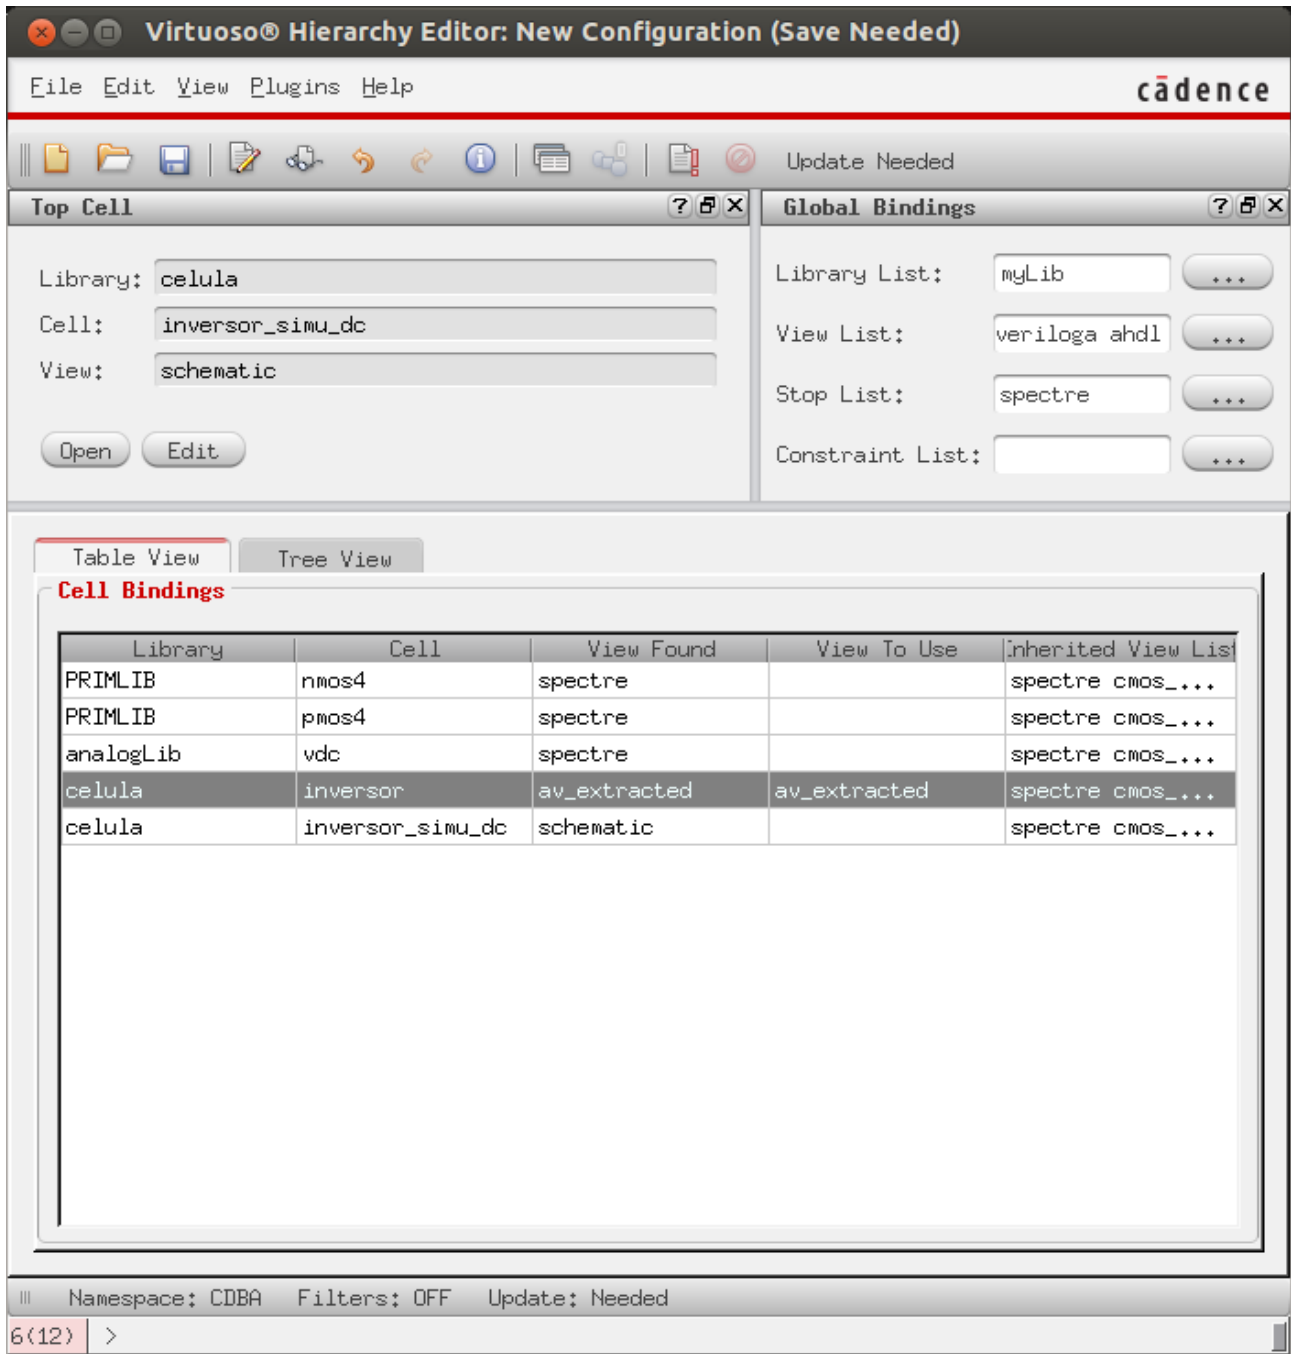 Virtuoso® Hierarchy Editor: New Configuration (Save Needed)
File Edit View Plugins Help
cādence
Update Needed
Top Cell
Library: celula
Cell: inversor_simu_dc
View: schematic
Open Edit
Global Bindings
Library List: myLib ...
View List: veriloga ahdl ...
Stop List: spectre ...
Constraint List: ...
Table View Tree View
Cell Bindings
Library Cell View Found View To Use Inherited View List
PRIMLIB nmos4 spectre spectre cmos_...
PRIMLIB pmos4 spectre spectre cmos_...
analogLib vdc spectre spectre cmos_...
celula inversor av_extracted av_extracted spectre cmos_...
celula inversor_simu_dc schematic spectre cmos_...
Namespace: CDBA Filters: OFF Update: Needed
6(12) >